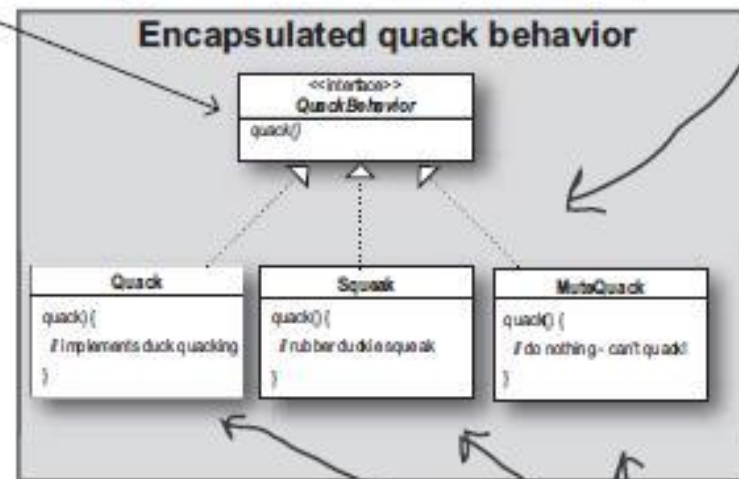 Encapsulated quack behavior
<<interface>>
QuackBehavior
quack()
Quack
quack) {
// implements duck quacking
}
Squeak
quack() {
// rubber duckie squeak
}
MuteQuack
quack() {
// do nothing - can't quack!
}